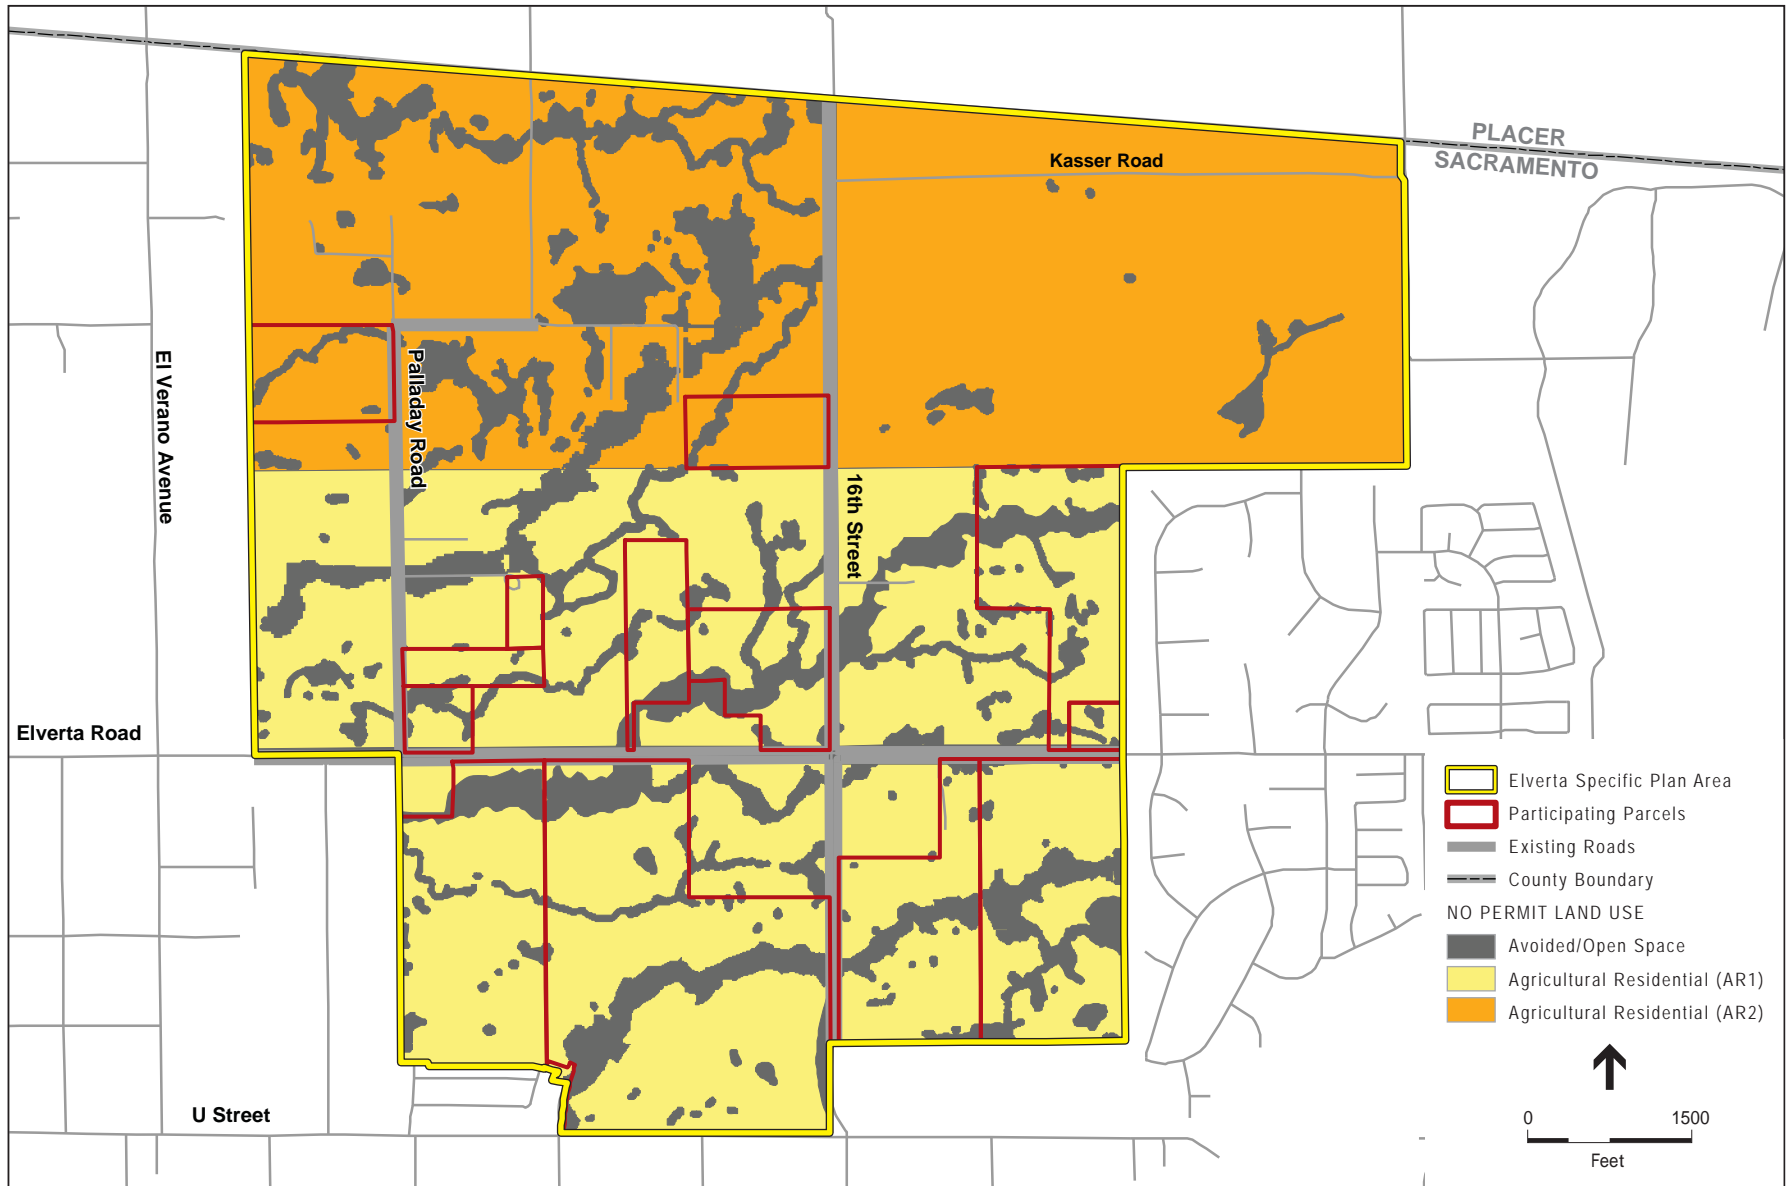 PLACER
SACRAMENTO
Kasser Road
El Verano Avenue
Palladay Road
16th Street
Elverta Road
U Street
Elverta Specific Plan Area
Participating Parcels
Existing Roads
County Boundary
NO PERMIT LAND USE
Avoided/Open Space
Agricultural Residential (AR1)
Agricultural Residential (AR2)
0 1500
Feet